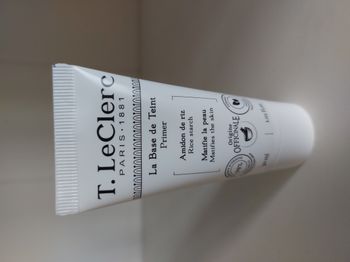 T. LeClerc
PARIS · 1881
La Base de Teint
Primer
Amidon de riz
Rice starch
Matifie la peau
Matifies the skin
Origine
OFFICINALE